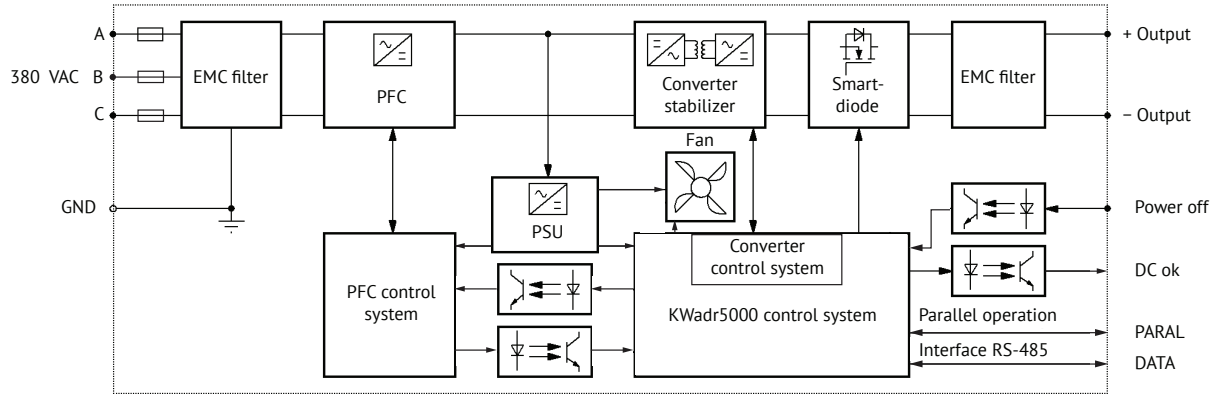 A
380 VAC B
C
GND
EMC filter
PFC
Converter
stabilizer
Smart-
diode
EMC filter
+ Output
− Output
Fan
PSU
Power off
DC ok
Converter
control system
PFC control
system
KWadr5000 control system
Parallel operation
PARAL
Interface RS-485
DATA